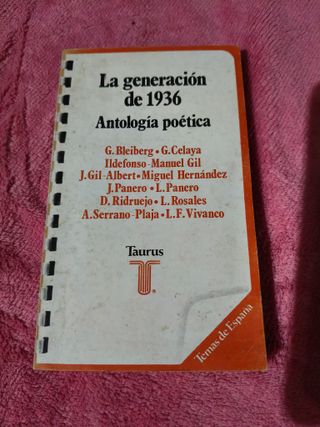 La generación
de 1936
Antología poética
G. Bleiberg • G. Celaya
Ildefonso-Manuel Gil
J. Gil-Albert • Miguel Hernández
J. Panero • L. Panero
D. Ridruejo • L. Rosales
A. Serrano-Plaja • L. F. Vivanco
Taurus
Temas de España